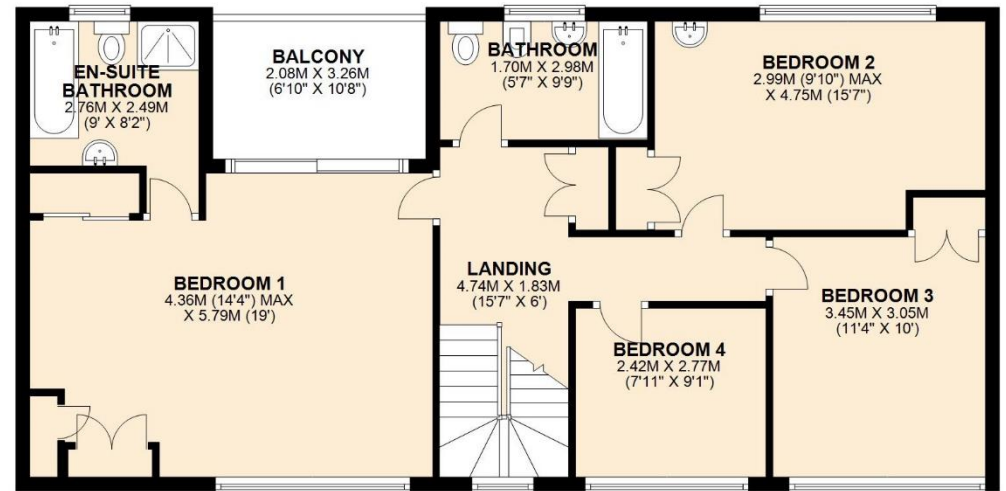 EN-SUITE
BATHROOM
2.76M X 2.49M
(9' X 8'2")
BALCONY
2.08M X 3.26M
(6'10" X 10'8")
BATHROOM
1.70M X 2.98M
(5'7" X 9'9")
BEDROOM 2
2.99M (9'10") MAX
X 4.75M (15'7")
BEDROOM 1
4.36M (14'4") MAX
X 5.79M (19')
LANDING
4.74M X 1.83M
(15'7" X 6')
BEDROOM 3
3.45M X 3.05M
(11'4" X 10')
BEDROOM 4
2.42M X 2.77M
(7'11" X 9'1")